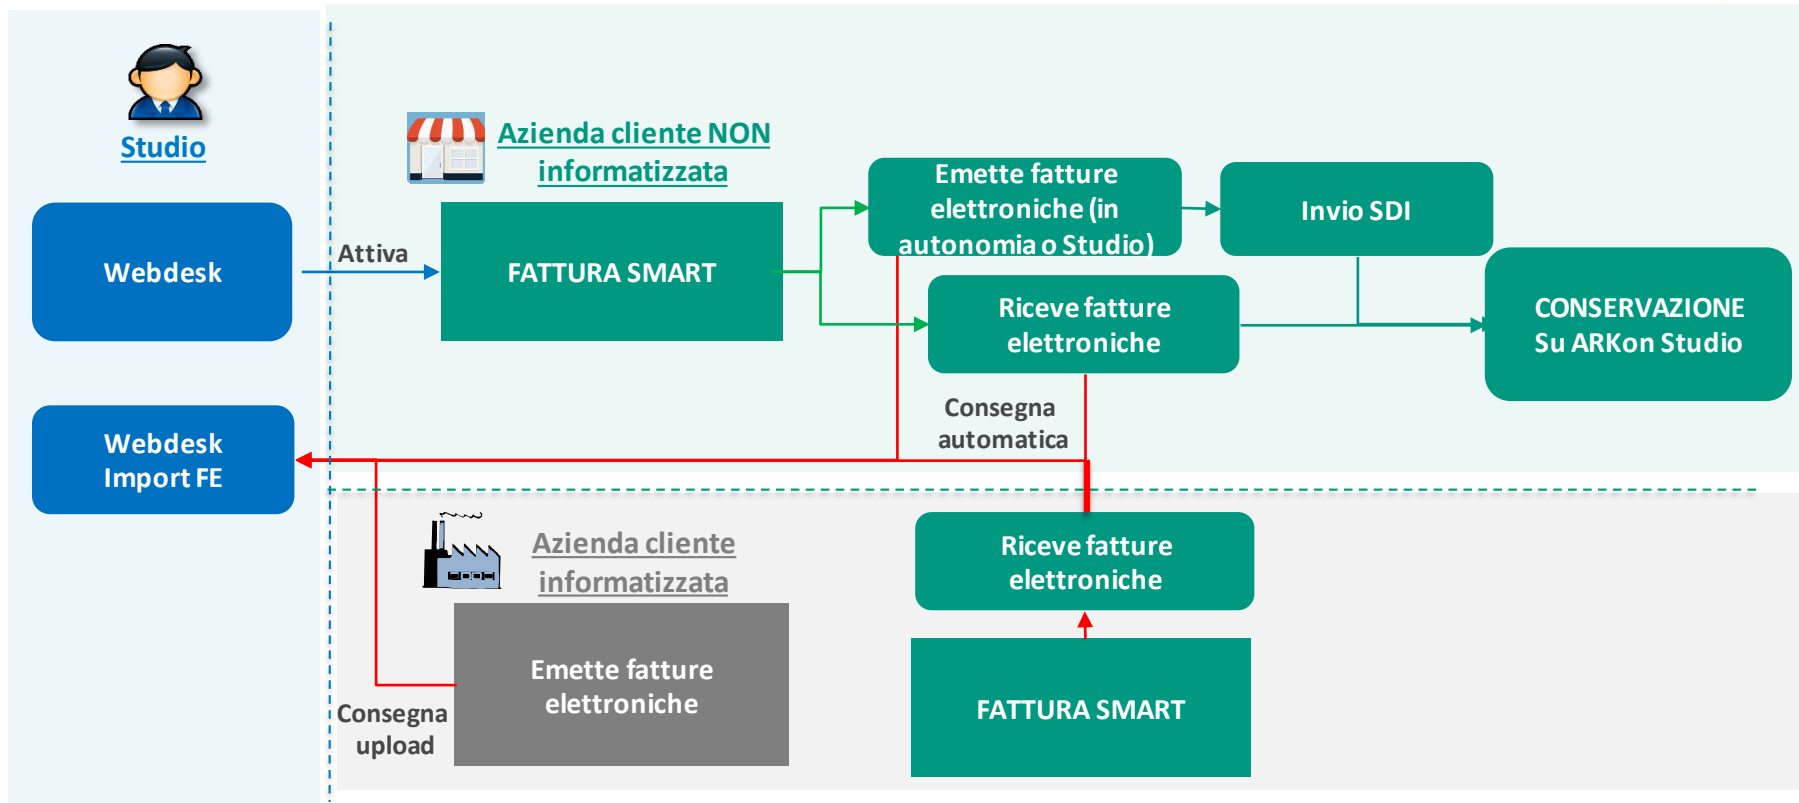 Studio
Webdesk
Webdesk
Import FE
Attiva
Azienda cliente NON
informatizzata
FATTURA SMART
Emette fatture
elettroniche (in
autonomia o Studio)
Invio SDI
Riceve fatture
elettroniche
CONSERVAZIONE
Su ARKon Studio
Consegna
automatica
Azienda cliente
informatizzata
Emette fatture
elettroniche
Consegna
upload
Riceve fatture
elettroniche
FATTURA SMART